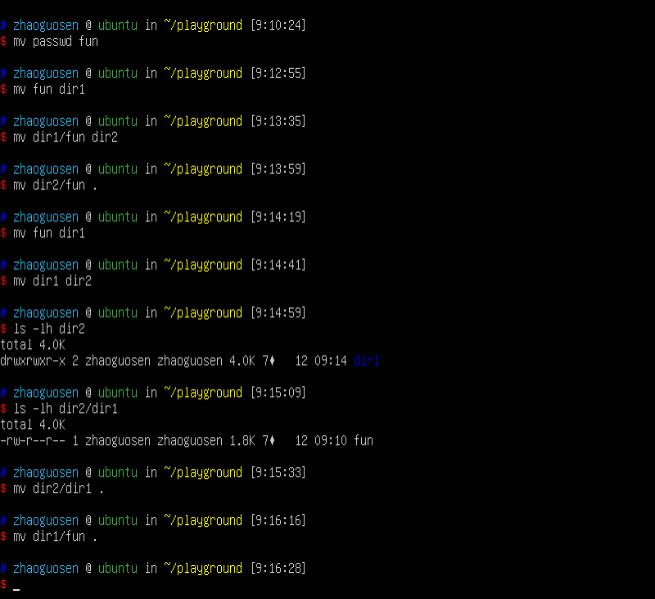 # zhaoguosen @ ubuntu in ~/playground [9:10:24]
$ mv passwd fun
# zhaoguosen @ ubuntu in ~/playground [9:12:55]
$ mv fun dir1
# zhaoguosen @ ubuntu in ~/playground [9:13:35]
$ mv dir1/fun dir2
# zhaoguosen @ ubuntu in ~/playground [9:13:59]
$ mv dir2/fun .
# zhaoguosen @ ubuntu in ~/playground [9:14:19]
$ mv fun dir1
# zhaoguosen @ ubuntu in ~/playground [9:14:41]
$ mv dir1 dir2
# zhaoguosen @ ubuntu in ~/playground [9:14:59]
$ ls -lh dir2
total 4.0K
drwxrwxr-x 2 zhaoguosen zhaoguosen 4.0K 7♦ 12 09:14 dir1
# zhaoguosen @ ubuntu in ~/playground [9:15:09]
$ ls -lh dir2/dir1
total 4.0K
-rw-r--r-- 1 zhaoguosen zhaoguosen 1.8K 7♦ 12 09:10 fun
# zhaoguosen @ ubuntu in ~/playground [9:15:33]
$ mv dir2/dir1 .
# zhaoguosen @ ubuntu in ~/playground [9:16:16]
$ mv dir1/fun .
# zhaoguosen @ ubuntu in ~/playground [9:16:28]
$ _